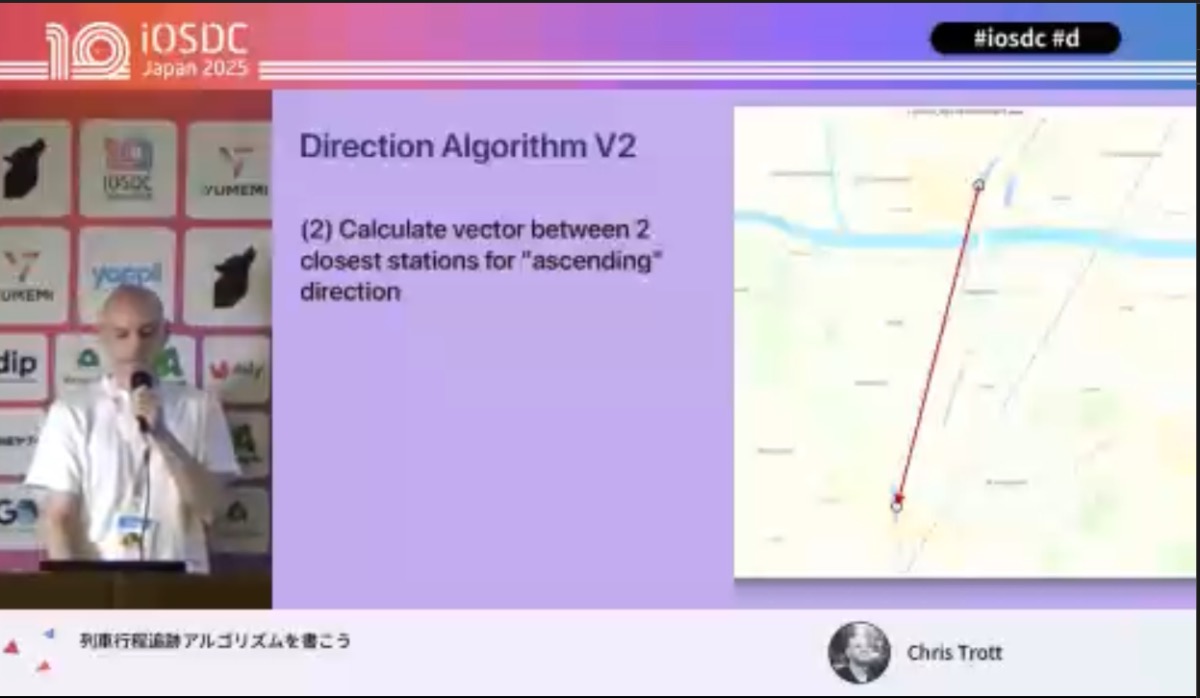 iOSDC
Japan 2025
#iosdc #d
Direction Algorithm V2
(2) Calculate vector between 2
closest stations for "ascending"
direction
iOSDC
YUMEMI
YUMEMI
yappli
dip
GO
列車行程追跡アルゴリズムを書こう
Chris Trott